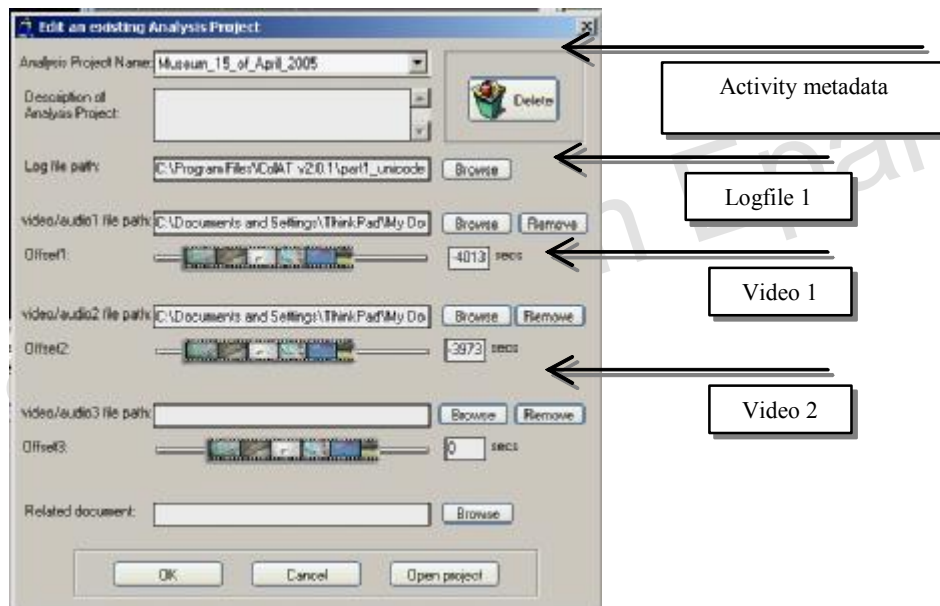 Edit an existing Analysis Project
Analysis Project Name: Museum_15_of_April_2005
Description of
Analysis Project:
Delete
Log file path: C:\Program Files\ColAT v2.0.1\part1_unicode Browse
video/audio1 file path: C:\Documents and Settings\ThinkPad\My Do Browse Remove
Offset1: -4013 secs
video/audio2 file path: C:\Documents and Settings\ThinkPad\My Do Browse Remove
Offset2: -3973 secs
video/audio3 file path: Browse Remove
Offset3: 0 secs
Related document: Browse
OK Cancel Open project
Activity metadata
Logfile 1
Video 1
Video 2